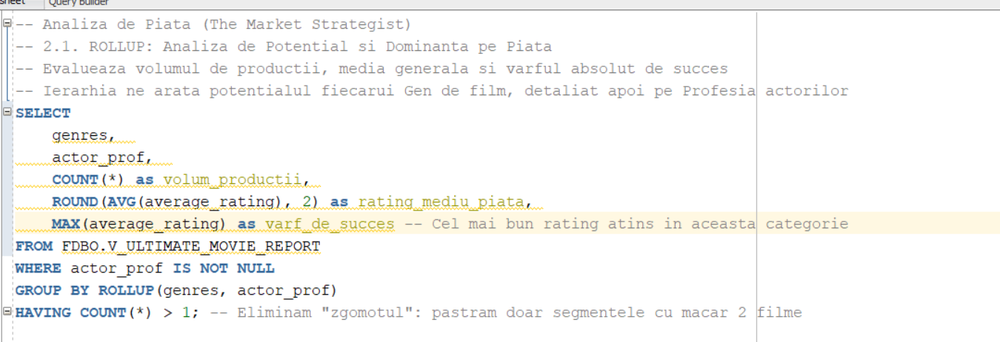 Query Builder
-- Analiza de Piata (The Market Strategist)
-- 2.1. ROLLUP: Analiza de Potential si Dominanta pe Piata
-- Evalueaza volumul de productii, media generala si varful absolut de succes
-- Ierarhia ne arata potentialul fiecarui Gen de film, detaliat apoi pe Profesia actorilor
SELECT
genres,
actor_prof,
COUNT(*) as volum_productii,
ROUND(AVG(average_rating), 2) as rating_mediu_piata,
MAX(average_rating) as varf_de_succes -- Cel mai bun rating atins in aceasta categorie
FROM FDBO.V_ULTIMATE_MOVIE_REPORT
WHERE actor_prof IS NOT NULL
GROUP BY ROLLUP(genres, actor_prof)
HAVING COUNT(*) > 1; -- Eliminam "zgomotul": pastram doar segmentele cu macar 2 filme